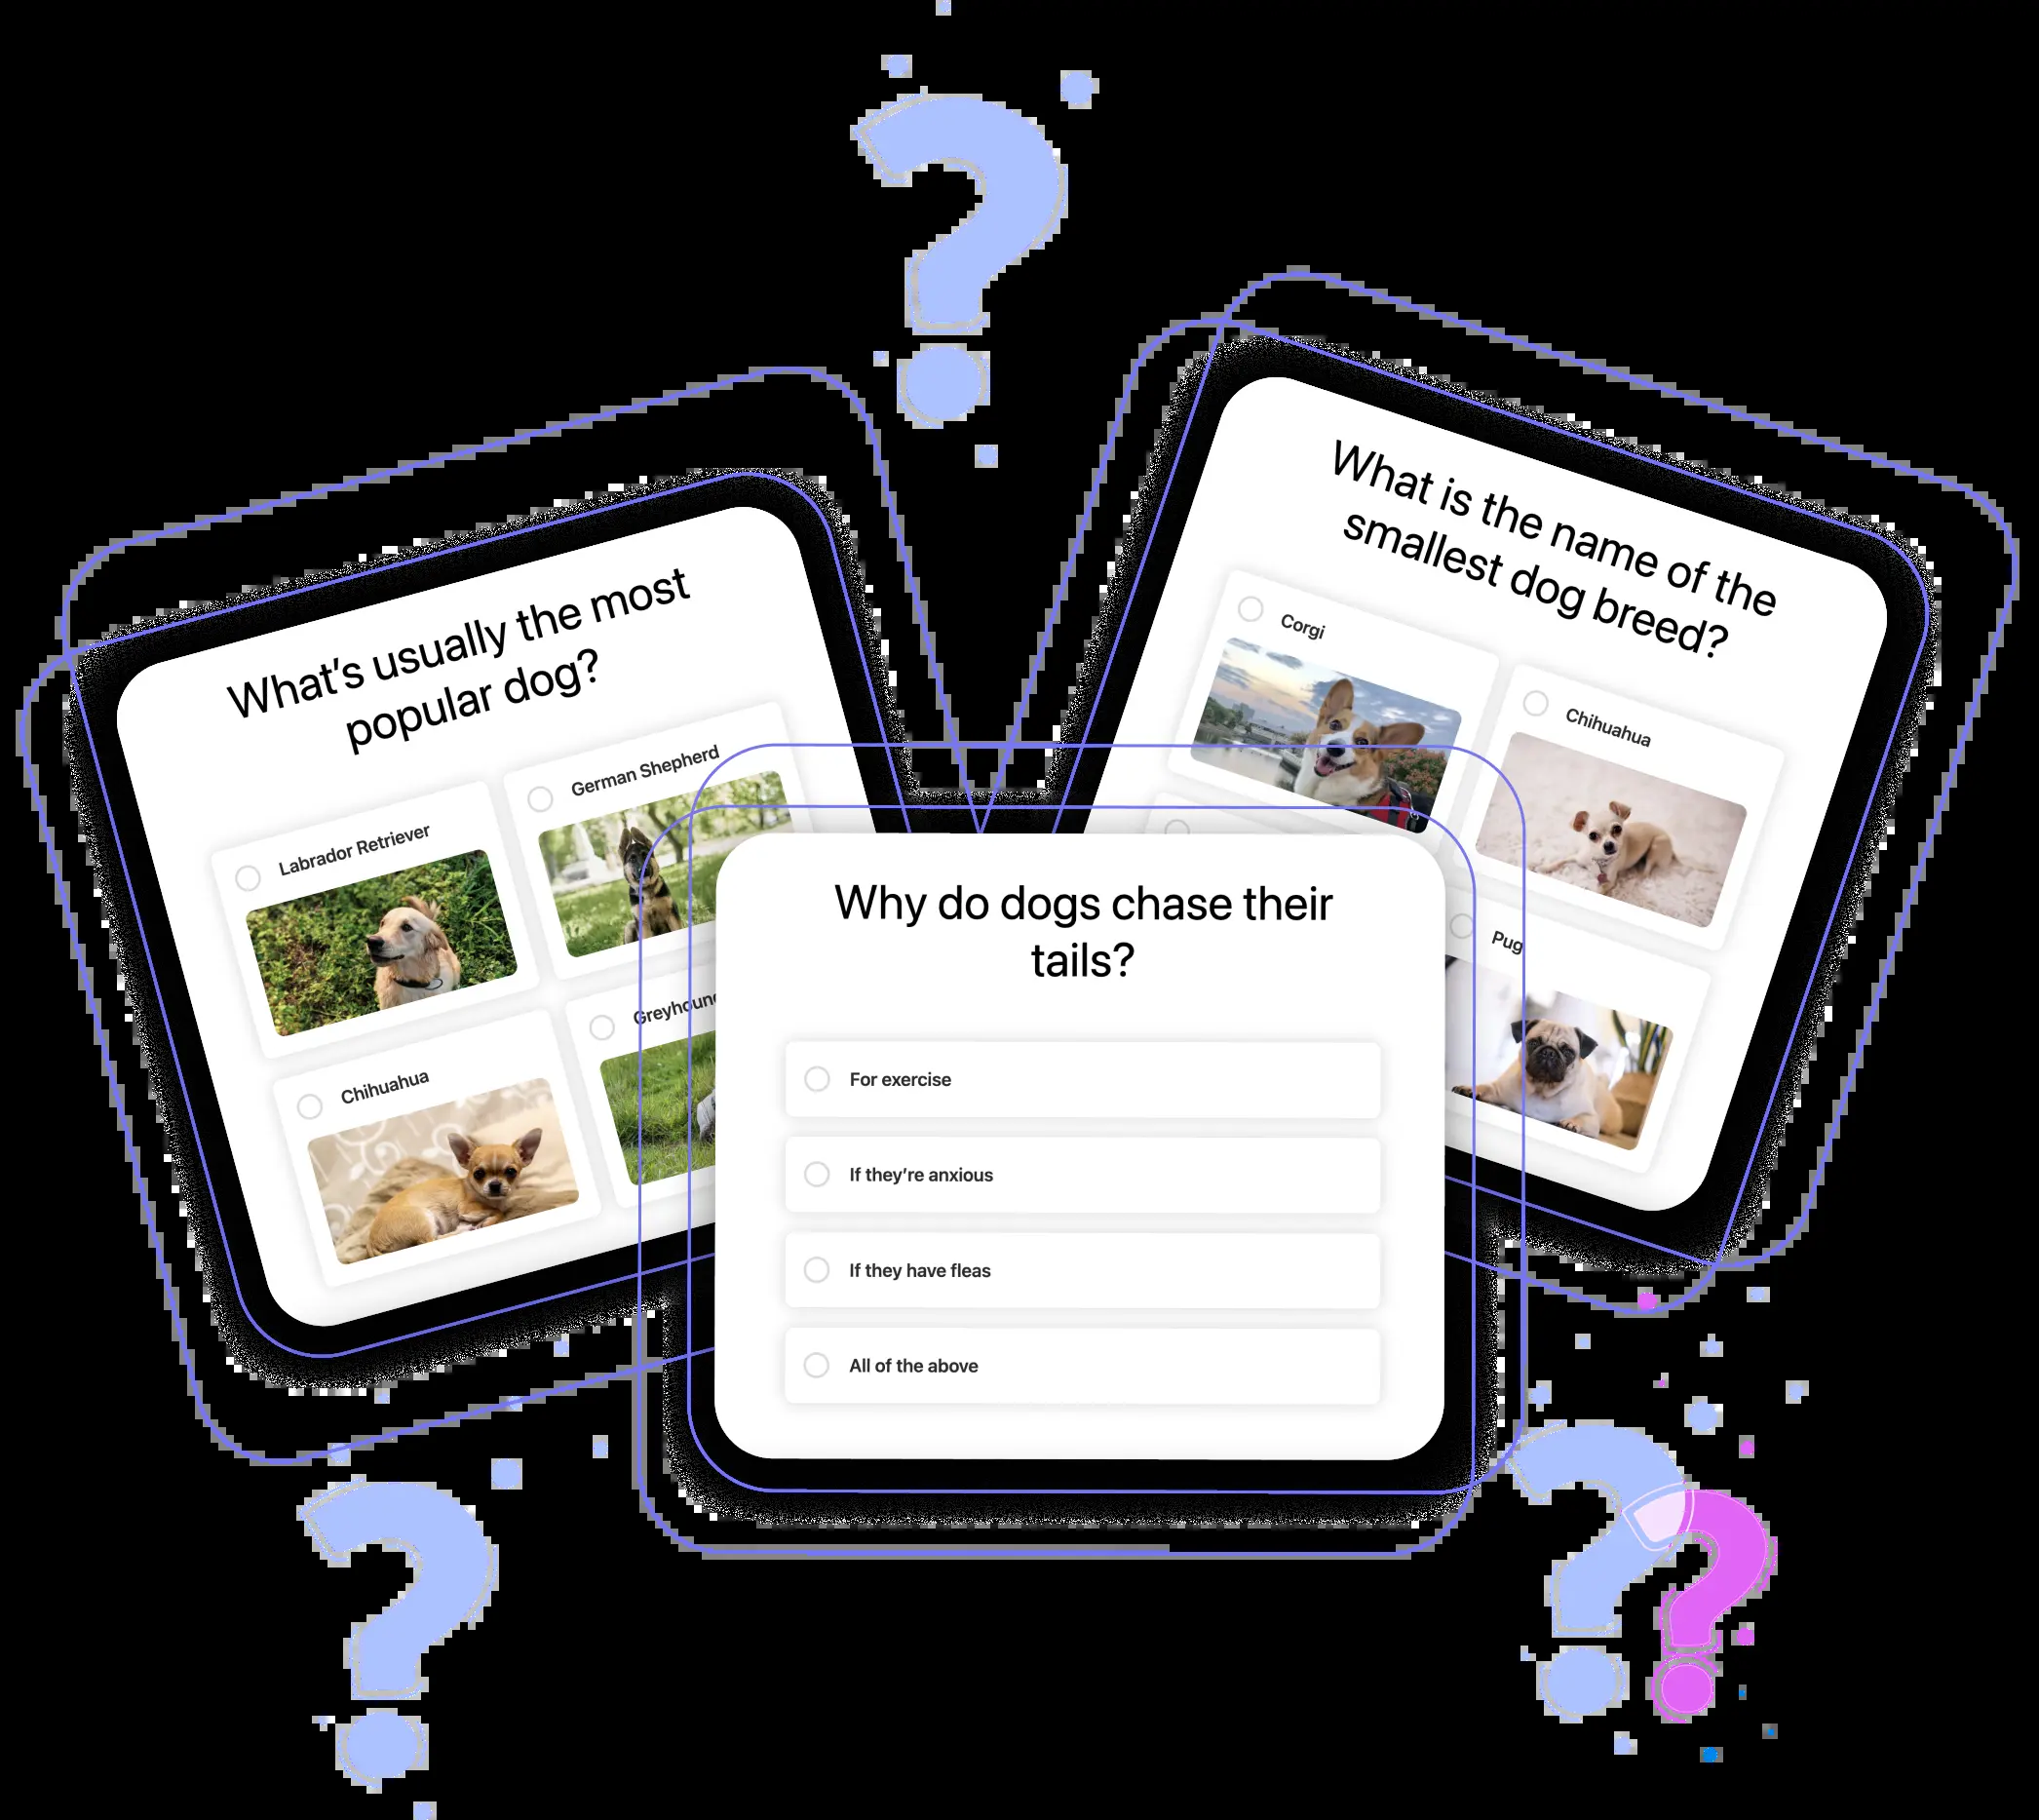 What's usually the most
popular dog?
Labrador Retriever
German Shepherd
Chihuahua
What is the name of the
smallest dog breed?
Corgi
Chihuahua
Pug
Why do dogs chase their
tails?
For exercise
If they're anxious
If they have fleas
All of the above